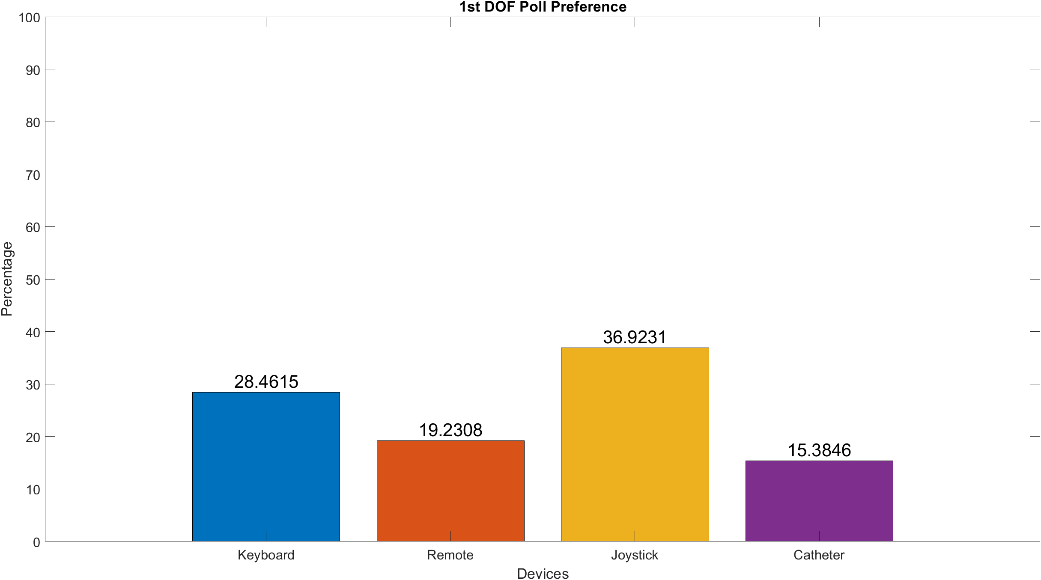 1st DOF Poll Preference
100
90
80
70
60
50
40
30
20
10
0
Percentage
28.4615
19.2308
36.9231
15.3846
Keyboard
Remote
Joystick
Catheter
Devices